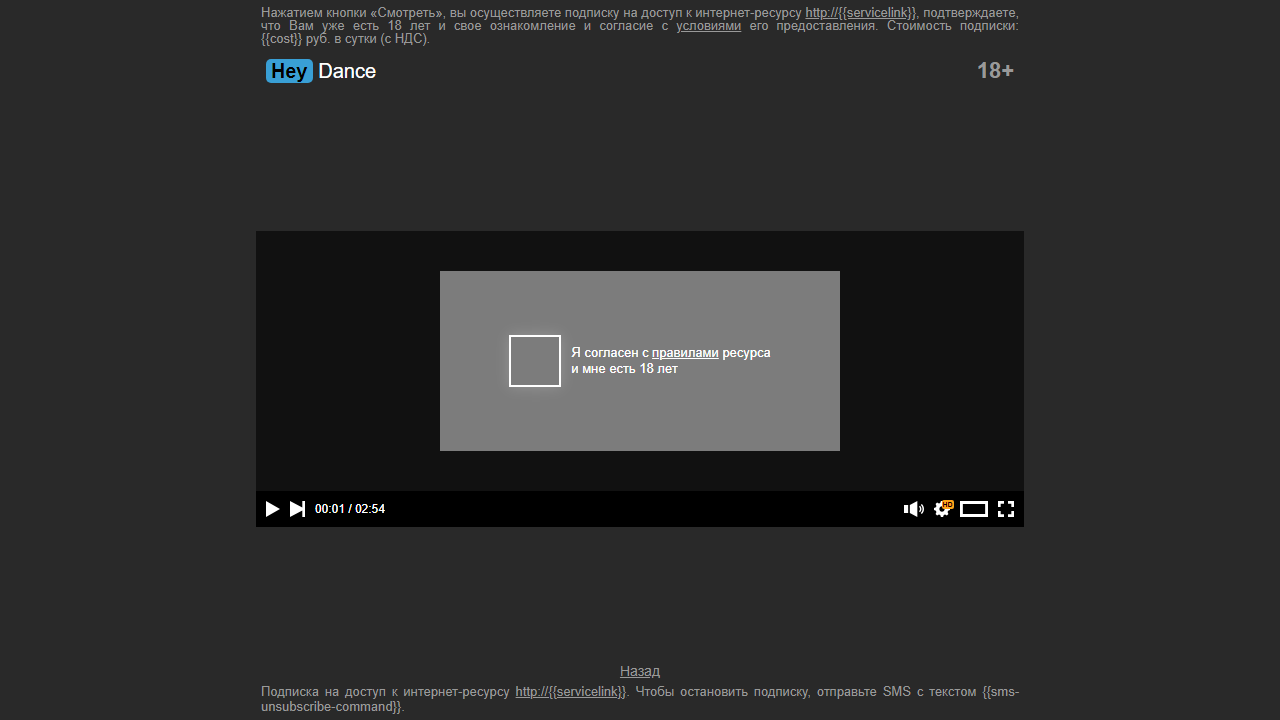 Нажатием кнопки «Смотреть», вы осуществляете подписку на доступ к интернет-ресурсу http://{{servicelink}}, подтверждаете,
что Вам уже есть 18 лет и свое ознакомление и согласие с условиями его предоставления. Стоимость подписки:
{{cost}} руб. в сутки (с НДС).
Hey Dance 18+
Я согласен с правилами ресурса
и мне есть 18 лет
00:01 / 02:54 HD
Назад
Подписка на доступ к интернет-ресурсу http://{{servicelink}}. Чтобы остановить подписку, отправьте SMS с текстом {{sms-
unsubscribe-command}}.